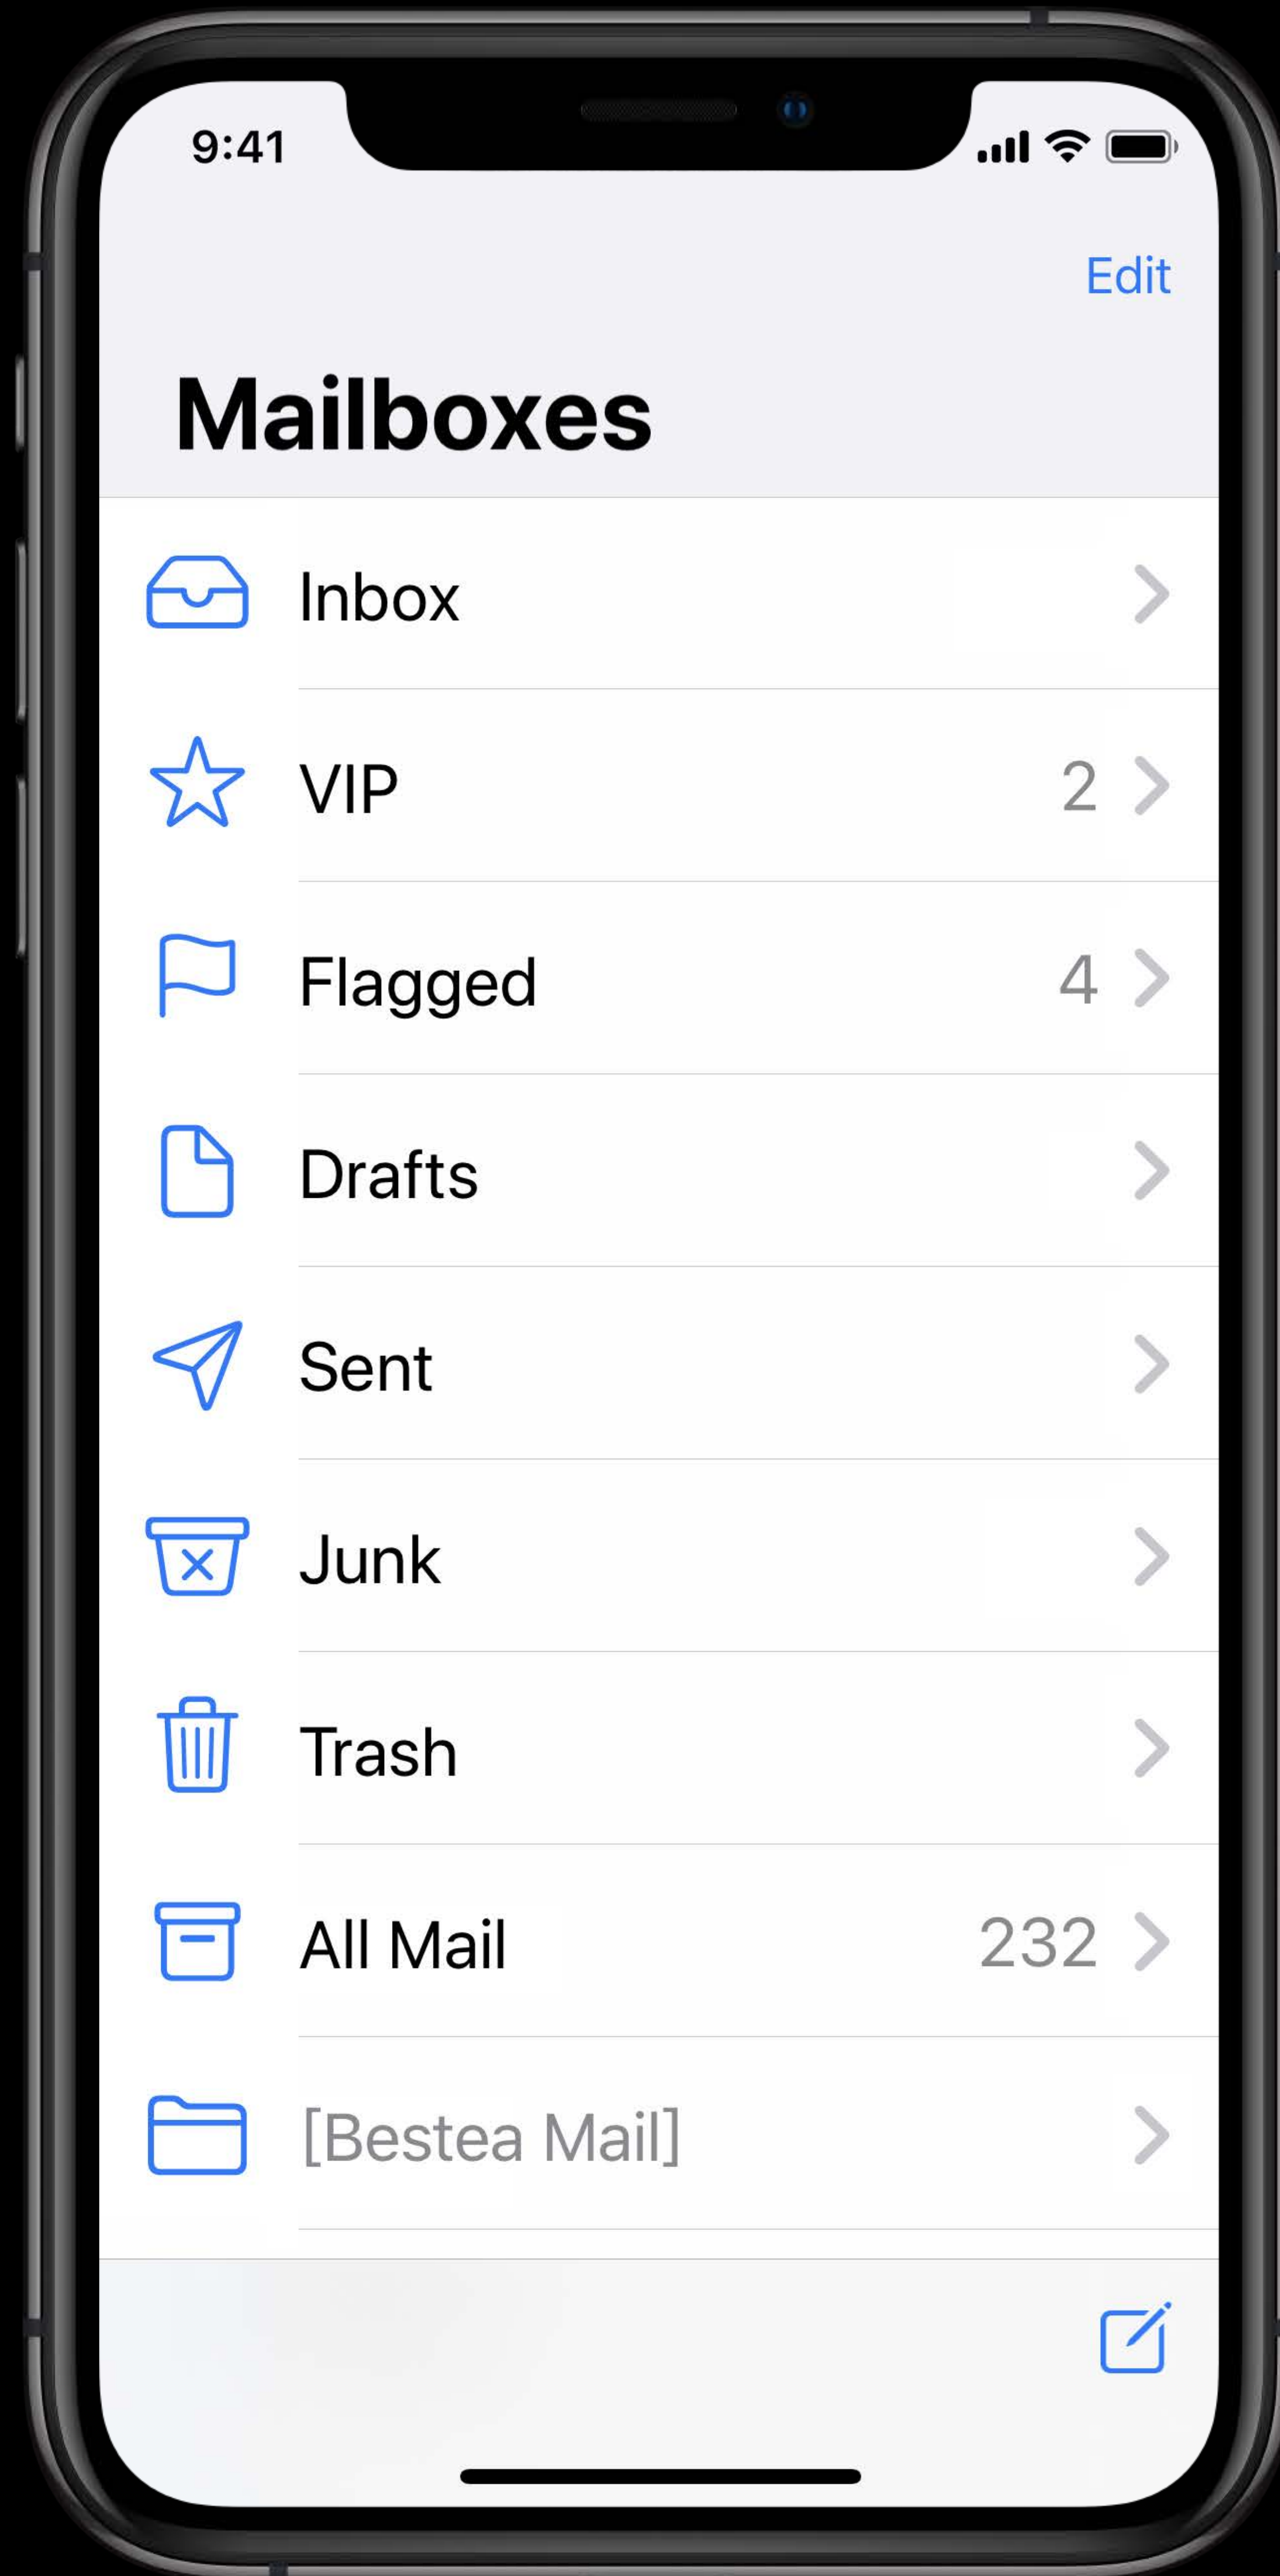 9:41
Edit
Mailboxes
Inbox
VIP 2
Flagged 4
Drafts
Sent
Junk
Trash
All Mail 232
[Bestea Mail]